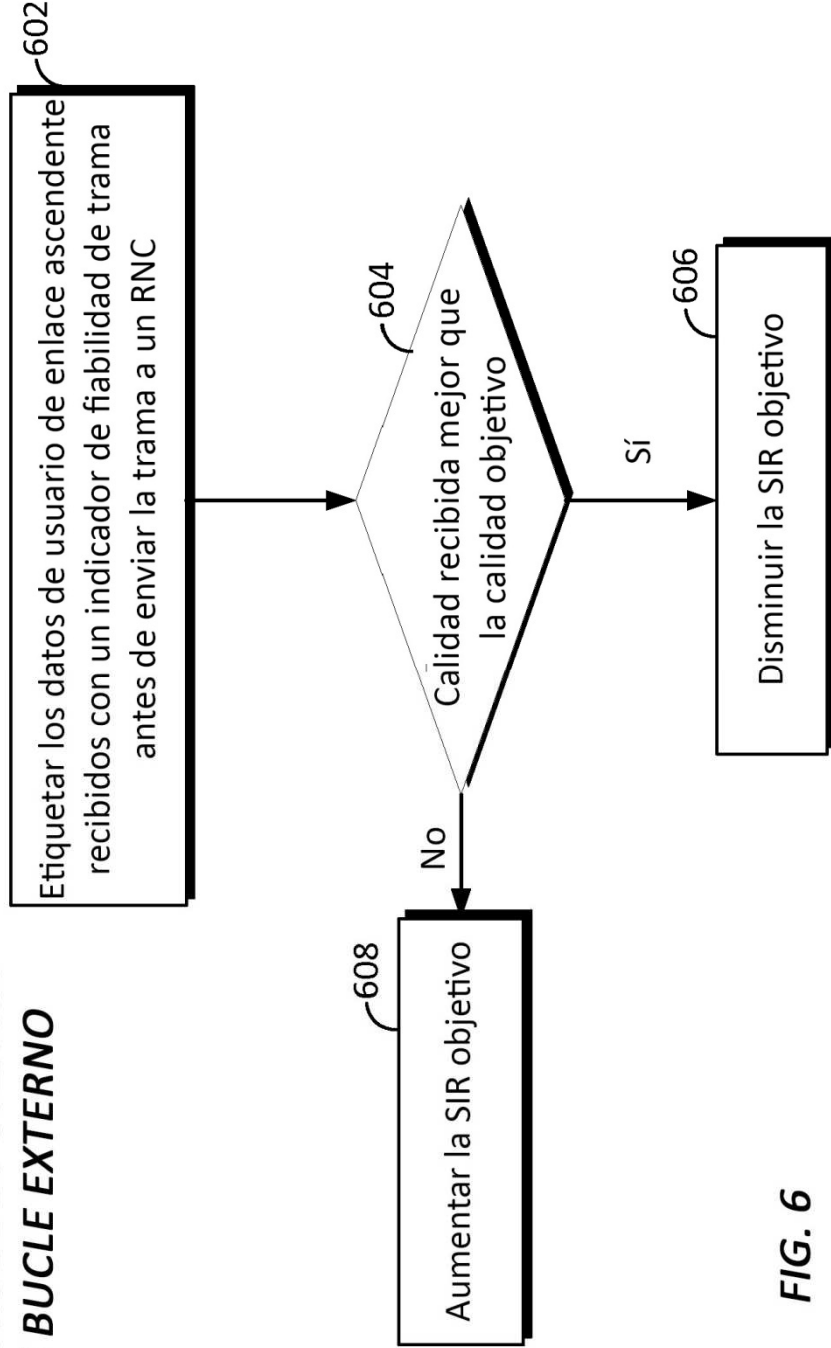 BUCLE EXTERNO
602
Etiquetar los datos de usuario de enlace ascendente
recibidos con un indicador de fiabilidad de trama
antes de enviar la trama a un RNC
604
Calidad recibida mejor que
la calidad objetivo
No
Sí
608
Aumentar la SIR objetivo
606
Disminuir la SIR objetivo
FIG. 6